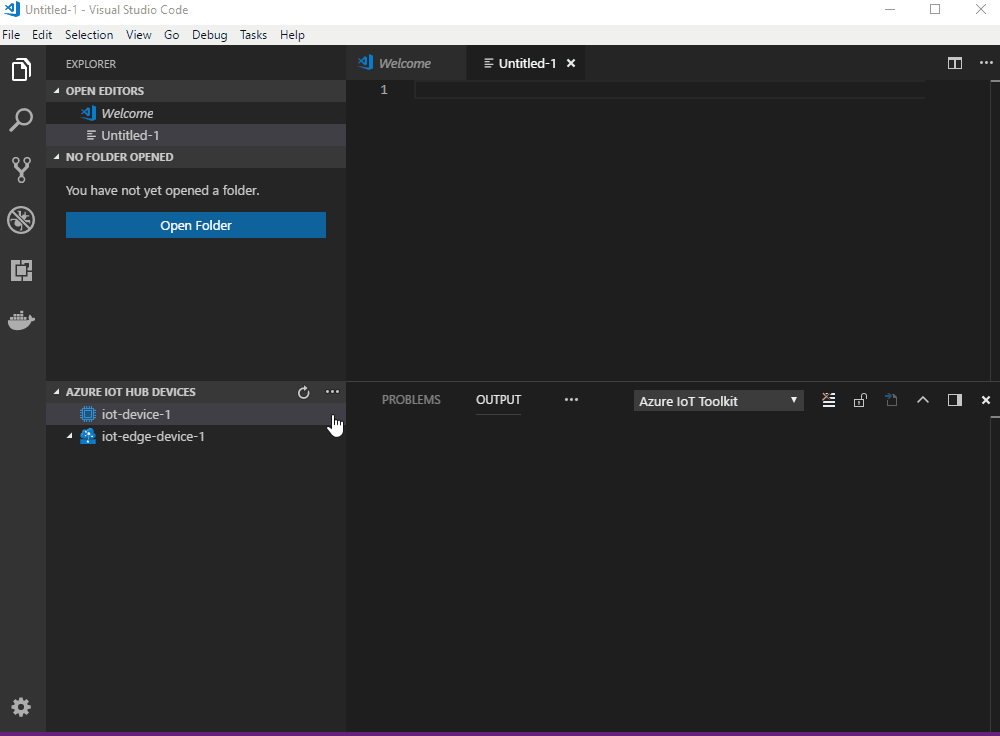 Untitled-1 - Visual Studio Code
File Edit Selection View Go Debug Tasks Help
EXPLORER
OPEN EDITORS
Welcome
Untitled-1
NO FOLDER OPENED
You have not yet opened a folder.
Open Folder
AZURE IOT HUB DEVICES
iot-device-1
iot-edge-device-1
Welcome
Untitled-1
1
PROBLEMS OUTPUT
Azure IoT Toolkit